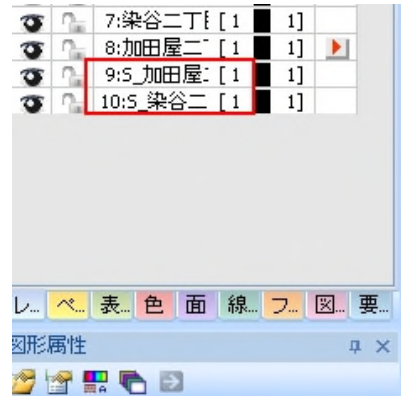 7:染谷二丁目 [ 1 1]
8:加田屋二 [ 1 1]
9:S_加田屋 [ 1 1]
10:S_染谷二 [ 1 1]
レ... ペ... 表... 色 面 線... フ... 図... 要...
図形属性